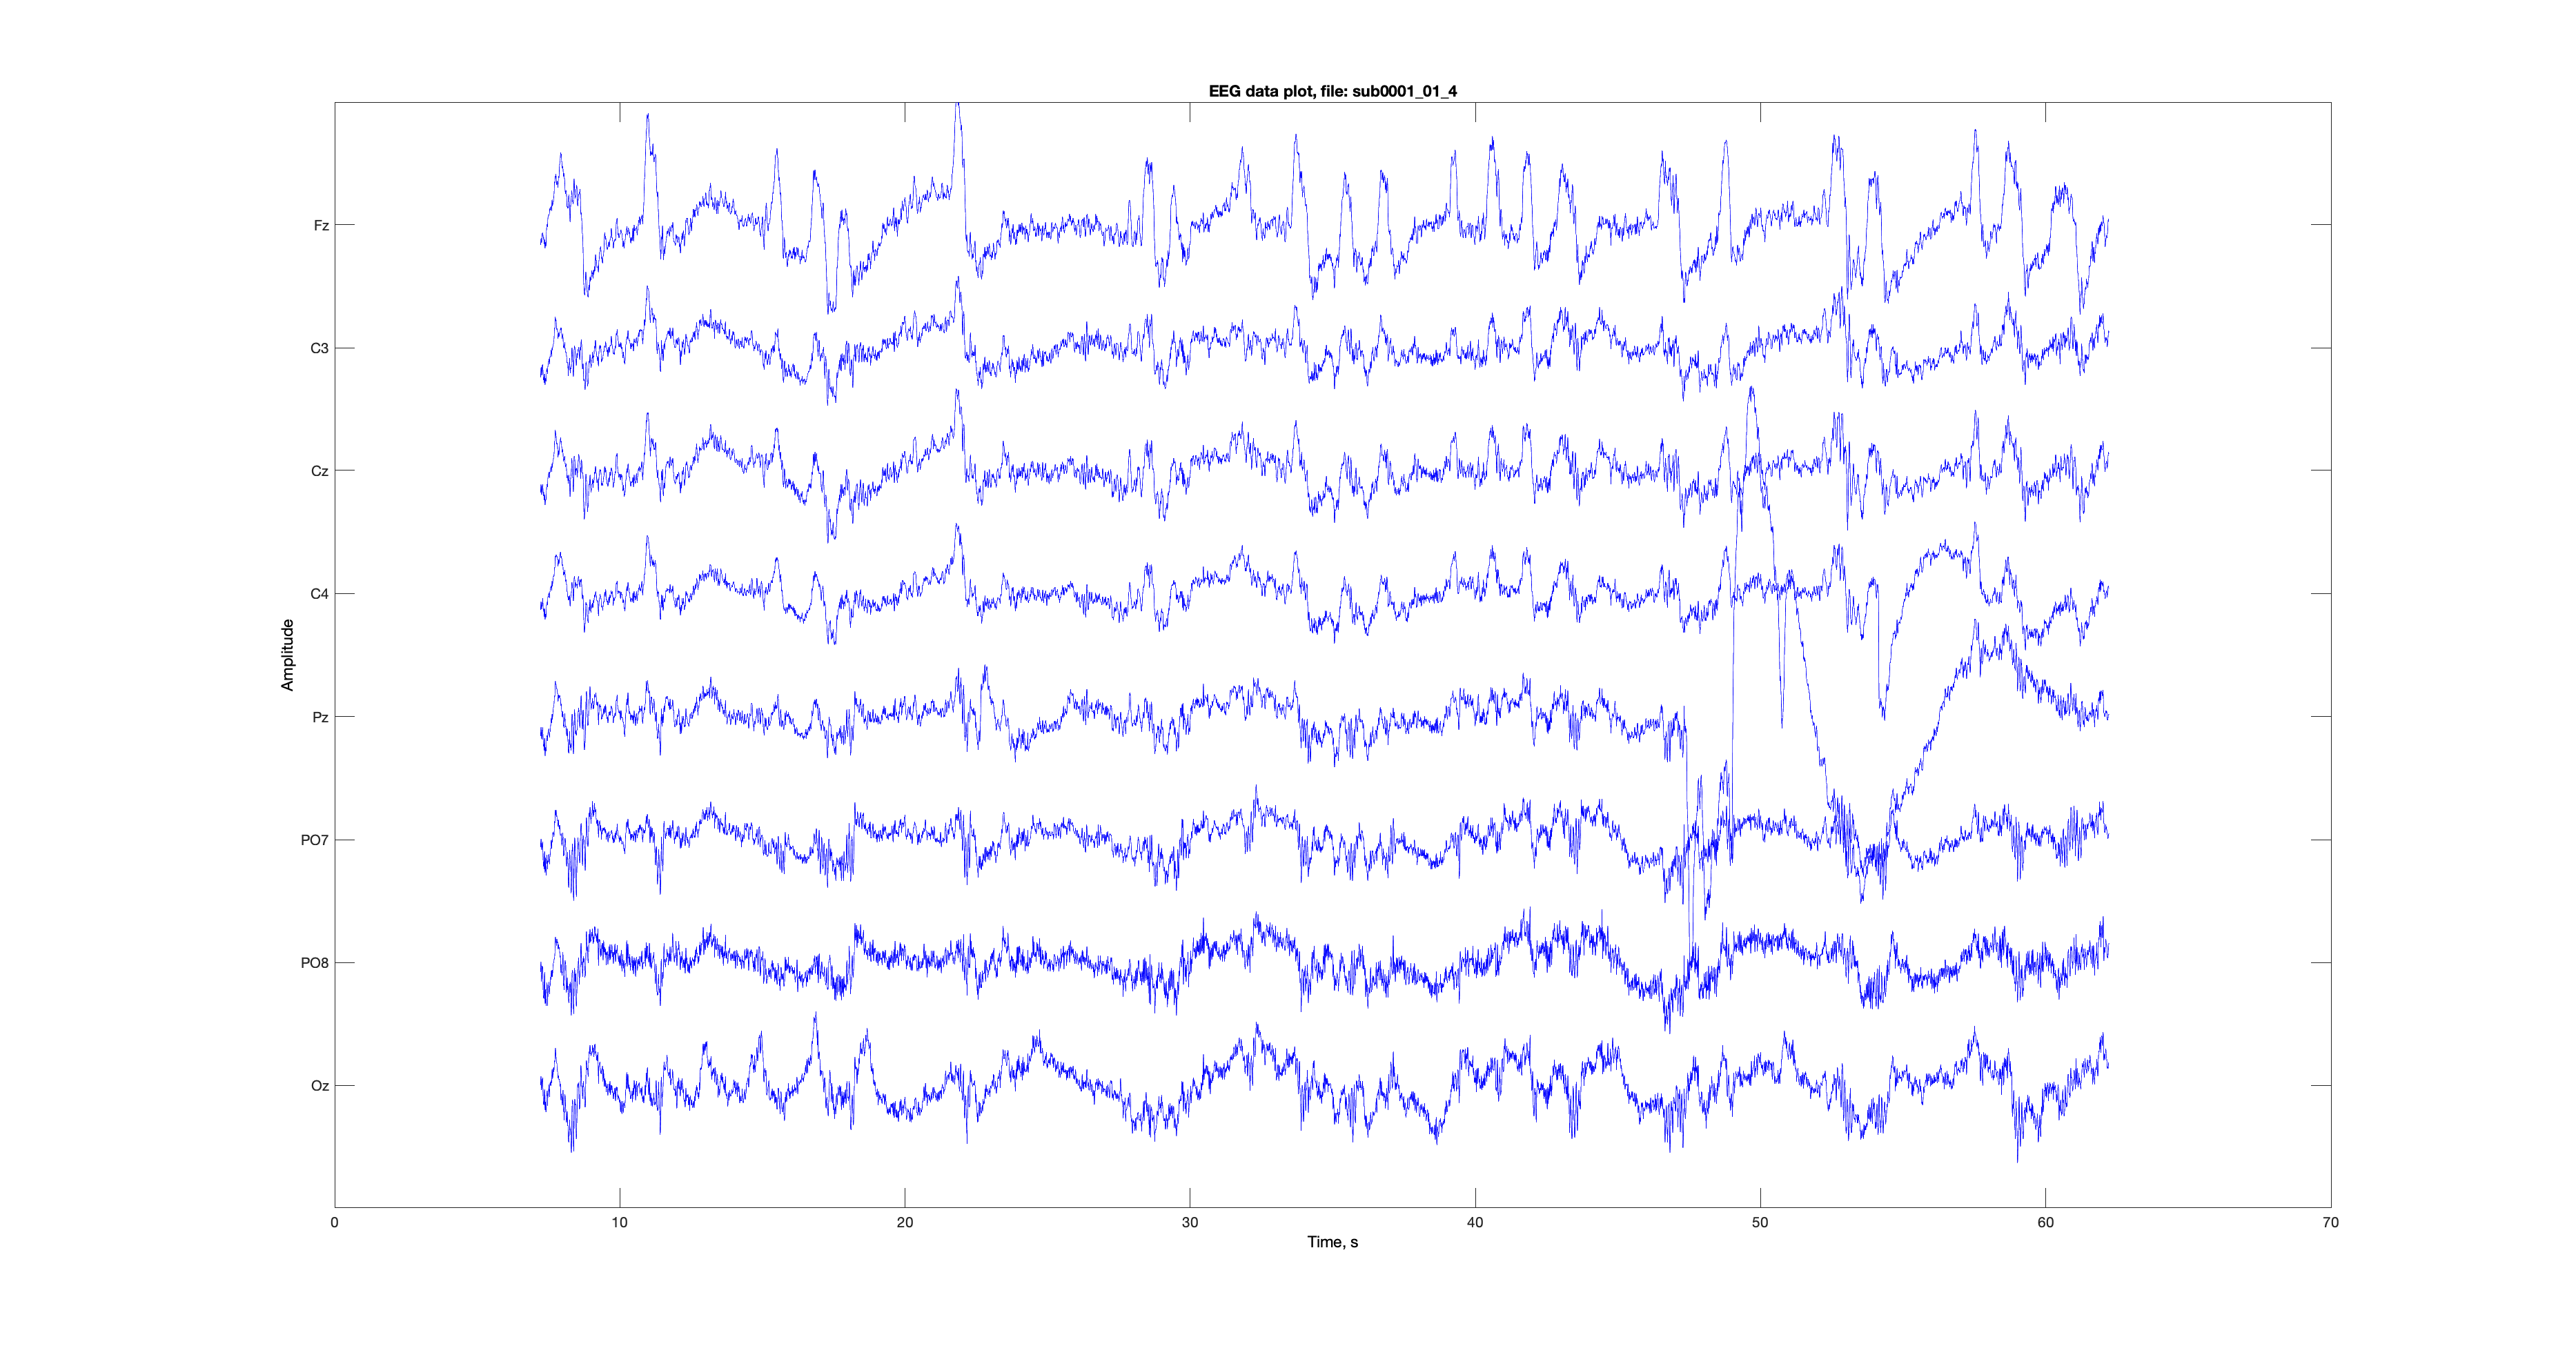 EEG data plot, file: sub0001_01_4
Fz
C3
Cz
C4
Pz
PO7
PO8
Oz
Amplitude
0 10 20 30 40 50 60 70
Time, s